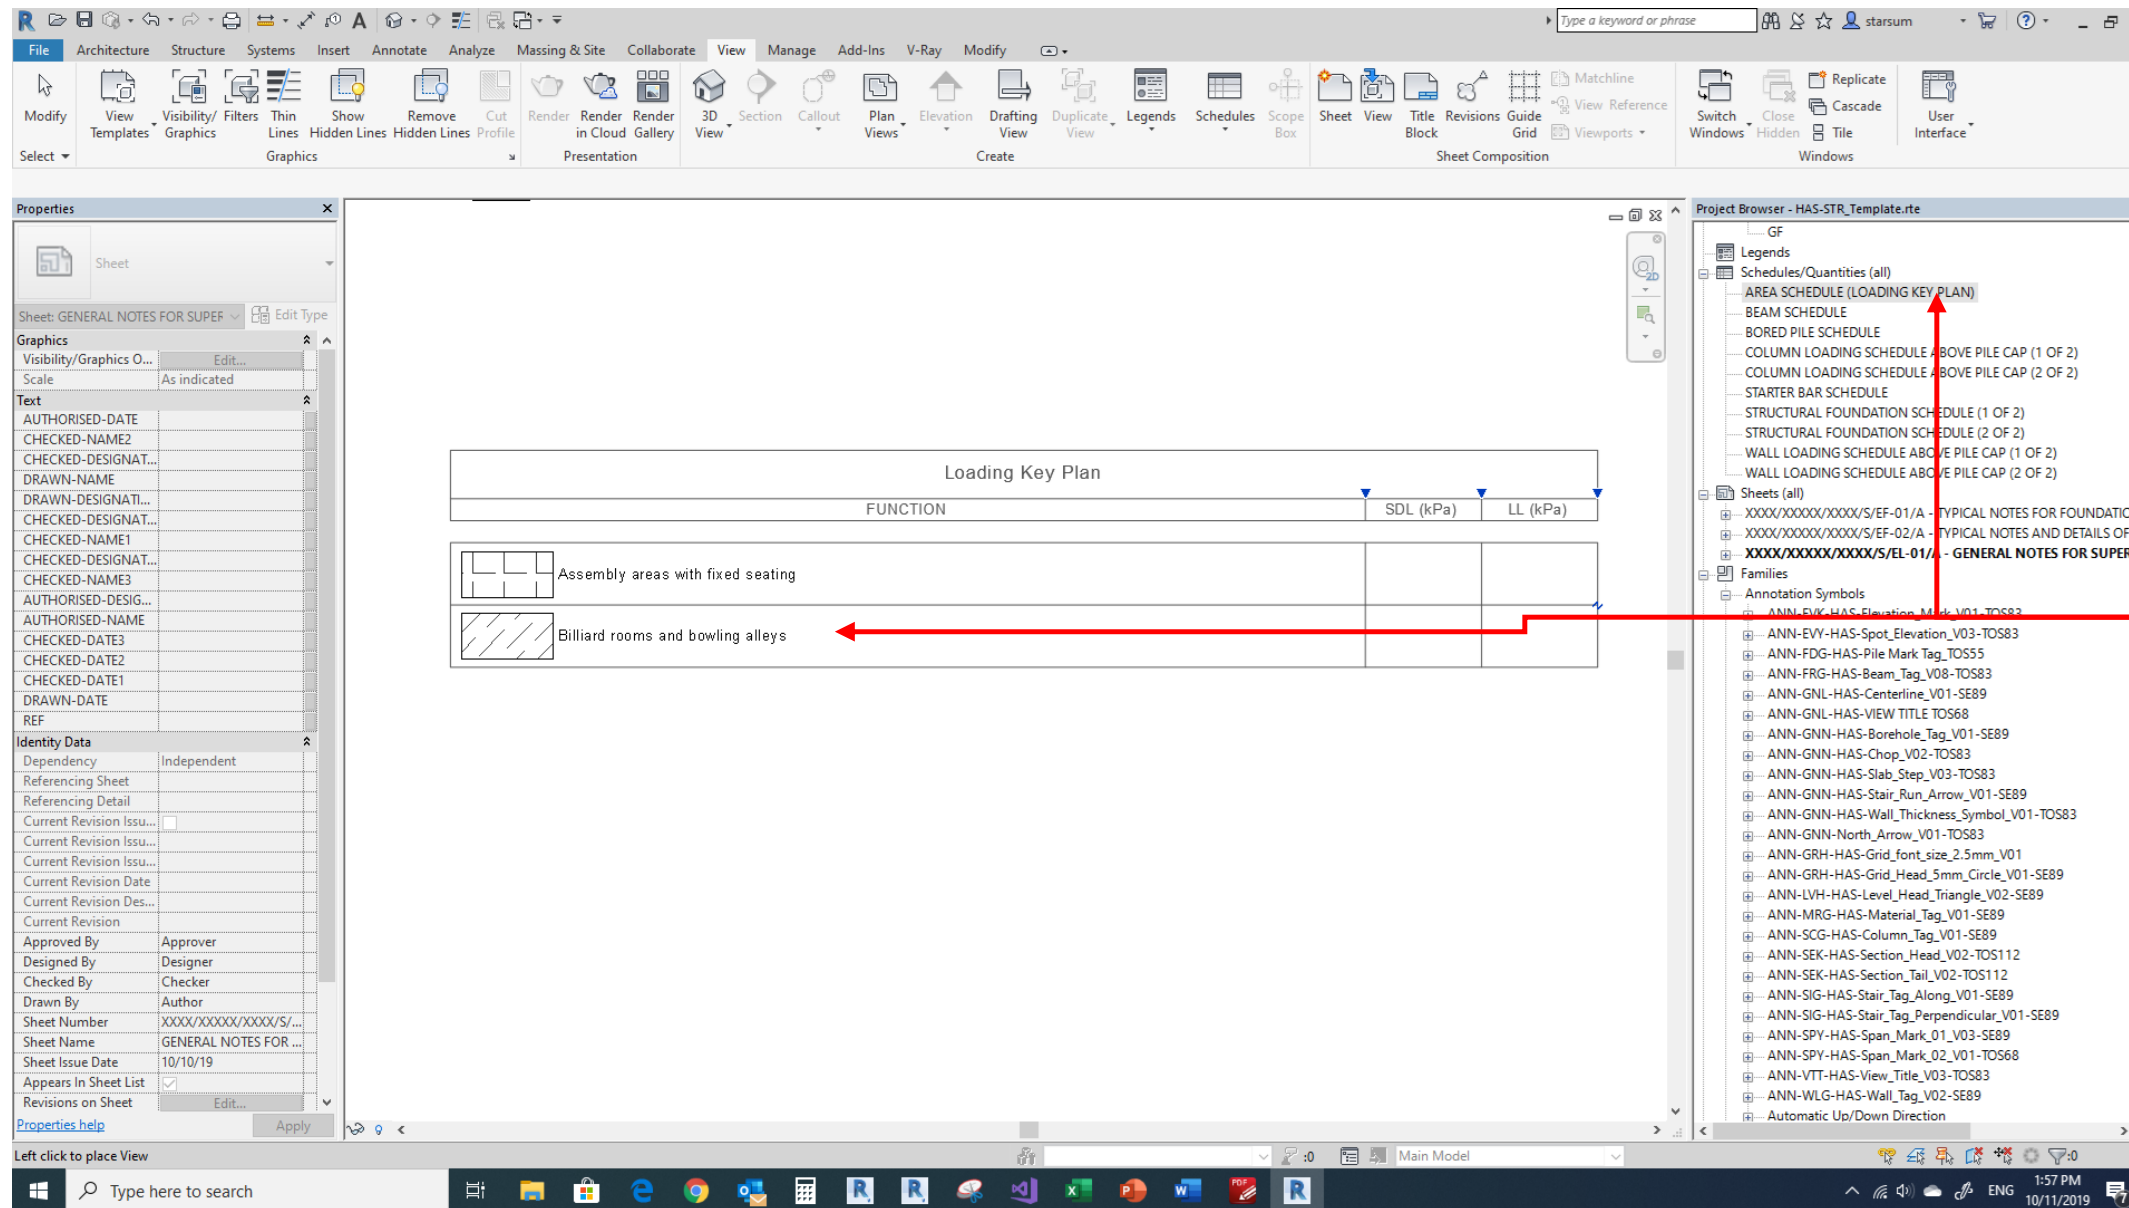 Type a keyword or phrase
starsum
File Architecture Structure Systems Insert Annotate Analyze Massing & Site Collaborate View Manage Add-Ins V-Ray Modify
Modify
View Templates
Visibility/ Graphics
Filters
Thin Lines
Show Hidden Lines
Remove Hidden Lines
Cut Profile
Render
Render in Cloud
Render Gallery
3D View
Section
Callout
Plan Views
Elevation
Drafting View
Duplicate View
Legends
Schedules
Scope Box
Sheet
View
Title Block
Revisions
Guide Grid
Matchline
View Reference
Viewports
Switch Windows
Close Hidden
Replicate
Cascade
Tile
User Interface
Select
Graphics
Presentation
Create
Sheet Composition
Windows
Properties
Sheet
Sheet: GENERAL NOTES FOR SUPER
Edit Type
Graphics
Visibility/Graphics O... Edit...
Scale As indicated
Text
AUTHORISED-DATE
CHECKED-NAME2
CHECKED-DESIGNAT...
DRAWN-NAME
DRAWN-DESIGNATI...
CHECKED-DESIGNAT...
CHECKED-NAME1
CHECKED-DESIGNAT...
CHECKED-NAME3
AUTHORISED-DESIG...
AUTHORISED-NAME
CHECKED-DATE3
CHECKED-DATE2
CHECKED-DATE1
DRAWN-DATE
REF
Identity Data
Dependency Independent
Referencing Sheet
Referencing Detail
Current Revision Issu...
Current Revision Issu...
Current Revision Issu...
Current Revision Date
Current Revision Des...
Current Revision
Approved By Approver
Designed By Designer
Checked By Checker
Drawn By Author
Sheet Number XXXX/XXXXX/XXXX/S/...
Sheet Name GENERAL NOTES FOR ...
Sheet Issue Date 10/10/19
Appears In Sheet List
Revisions on Sheet Edit...
Properties help
Apply
Loading Key Plan
FUNCTION SDL (kPa) LL (kPa)
Assembly areas with fixed seating
Billiard rooms and bowling alleys
2D
Project Browser - HAS-STR_Template.rte
GF
Legends
Schedules/Quantities (all)
AREA SCHEDULE (LOADING KEY PLAN)
BEAM SCHEDULE
BORED PILE SCHEDULE
COLUMN LOADING SCHEDULE ABOVE PILE CAP (1 OF 2)
COLUMN LOADING SCHEDULE ABOVE PILE CAP (2 OF 2)
STARTER BAR SCHEDULE
STRUCTURAL FOUNDATION SCHEDULE (1 OF 2)
STRUCTURAL FOUNDATION SCHEDULE (2 OF 2)
WALL LOADING SCHEDULE ABOVE PILE CAP (1 OF 2)
WALL LOADING SCHEDULE ABOVE PILE CAP (2 OF 2)
Sheets (all)
XXXX/XXXXX/XXXX/S/EF-01/A - TYPICAL NOTES FOR FOUNDATIO
XXXX/XXXXX/XXXX/S/EF-02/A - TYPICAL NOTES AND DETAILS OF
XXXX/XXXXX/XXXX/S/EL-01/A - GENERAL NOTES FOR SUPER
Families
Annotation Symbols
ANN-EVK-HAS-Elevation_Mark_V01-TOS83
ANN-EVY-HAS-Spot_Elevation_V03-TOS83
ANN-FDG-HAS-Pile Mark Tag_TOS55
ANN-FRG-HAS-Beam_Tag_V08-TOS83
ANN-GNL-HAS-Centerline_V01-SE89
ANN-GNL-HAS-VIEW TITLE TOS68
ANN-GNN-HAS-Borehole_Tag_V01-SE89
ANN-GNN-HAS-Chop_V02-TOS83
ANN-GNN-HAS-Slab_Step_V03-TOS83
ANN-GNN-HAS-Stair_Run_Arrow_V01-SE89
ANN-GNN-HAS-Wall_Thickness_Symbol_V01-TOS83
ANN-GNN-North_Arrow_V01-TOS83
ANN-GRH-HAS-Grid_font_size_2.5mm_V01
ANN-GRH-HAS-Grid_Head_5mm_Circle_V01-SE89
ANN-LVH-HAS-Level_Head_Triangle_V02-SE89
ANN-MRG-HAS-Material_Tag_V01-SE89
ANN-SCG-HAS-Column_Tag_V01-SE89
ANN-SEK-HAS-Section_Head_V02-TOS112
ANN-SEK-HAS-Section_Tail_V02-TOS112
ANN-SIG-HAS-Stair_Tag_Along_V01-SE89
ANN-SIG-HAS-Stair_Tag_Perpendicular_V01-SE89
ANN-SPY-HAS-Span_Mark_01_V03-SE89
ANN-SPY-HAS-Span_Mark_02_V01-TOS68
ANN-VTT-HAS-View_Title_V03-TOS83
ANN-WLG-HAS-Wall_Tag_V02-SE89
Automatic Up/Down Direction
Left click to place View
:0
Main Model
:0
Type here to search
ENG
1:57 PM
10/11/2019